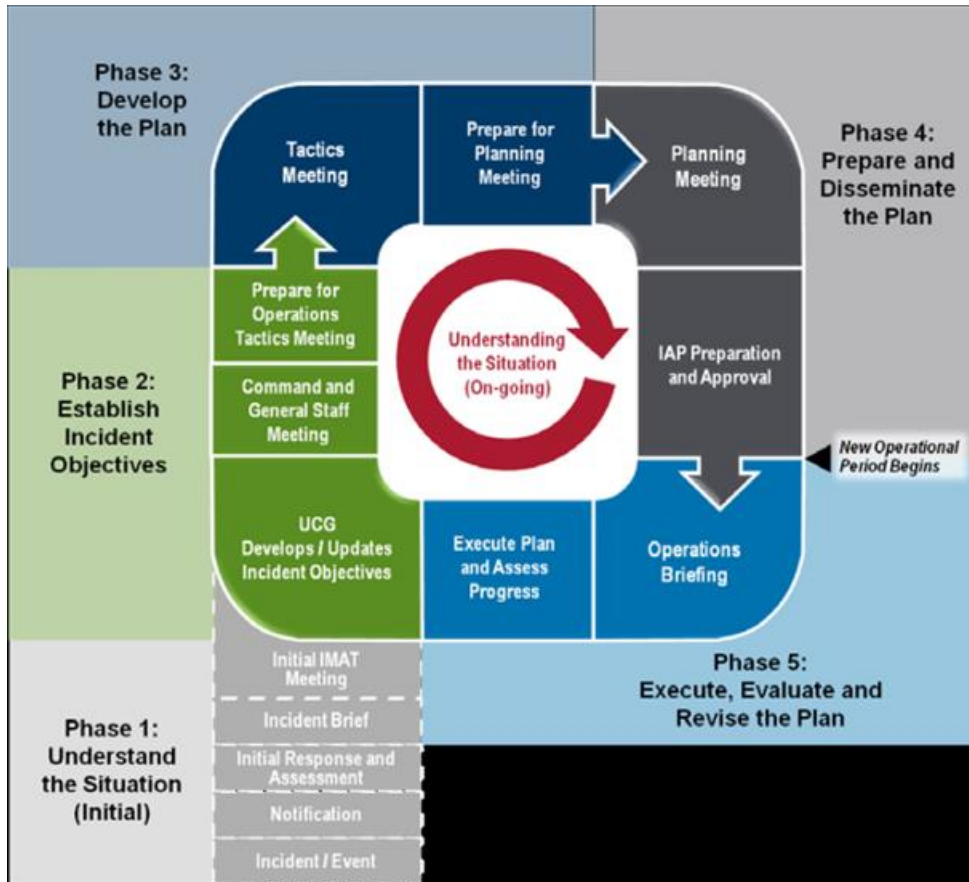 Phase 3:
Develop
the Plan
Tactics
Meeting
Prepare for
Planning
Meeting
Planning
Meeting
Phase 4:
Prepare and
Disseminate
the Plan
Prepare for
Operations
Tactics Meeting
Understanding
the Situation
(On-going)
IAP Preparation
and Approval
Phase 2:
Establish
Incident
Objectives
Command and
General Staff
Meeting
New Operational
Period Begins
UCG
Develops / Updates
Incident Objectives
Execute Plan
and Assess
Progress
Operations
Briefing
Initial IMAT
Meeting
Phase 5:
Execute, Evaluate and
Revise the Plan
Phase 1:
Understand
the Situation
(Initial)
Incident Brief
Initial Response and
Assessment
Notification
Incident / Event